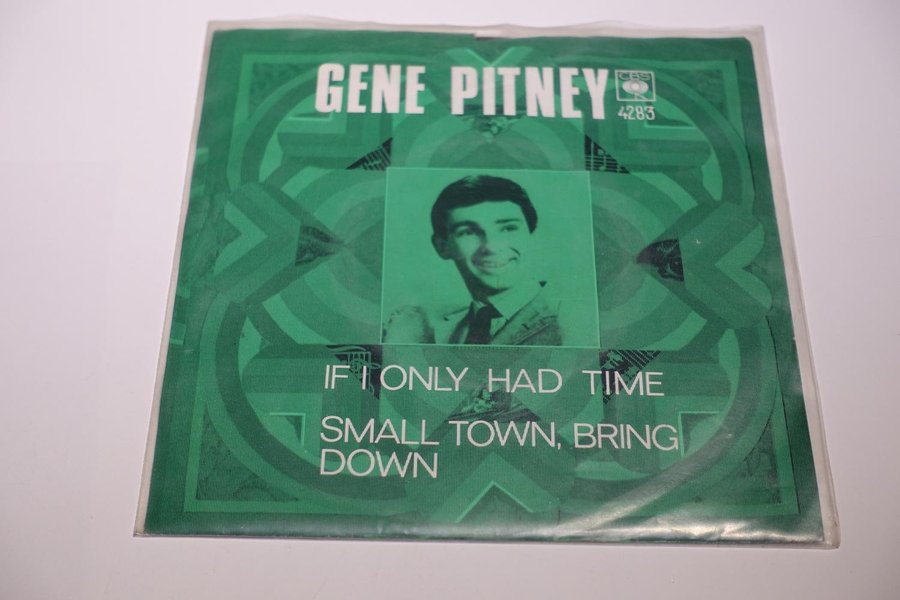 GENE PITNEY
CBS
4283
IF I ONLY HAD TIME
SMALL TOWN, BRING
DOWN